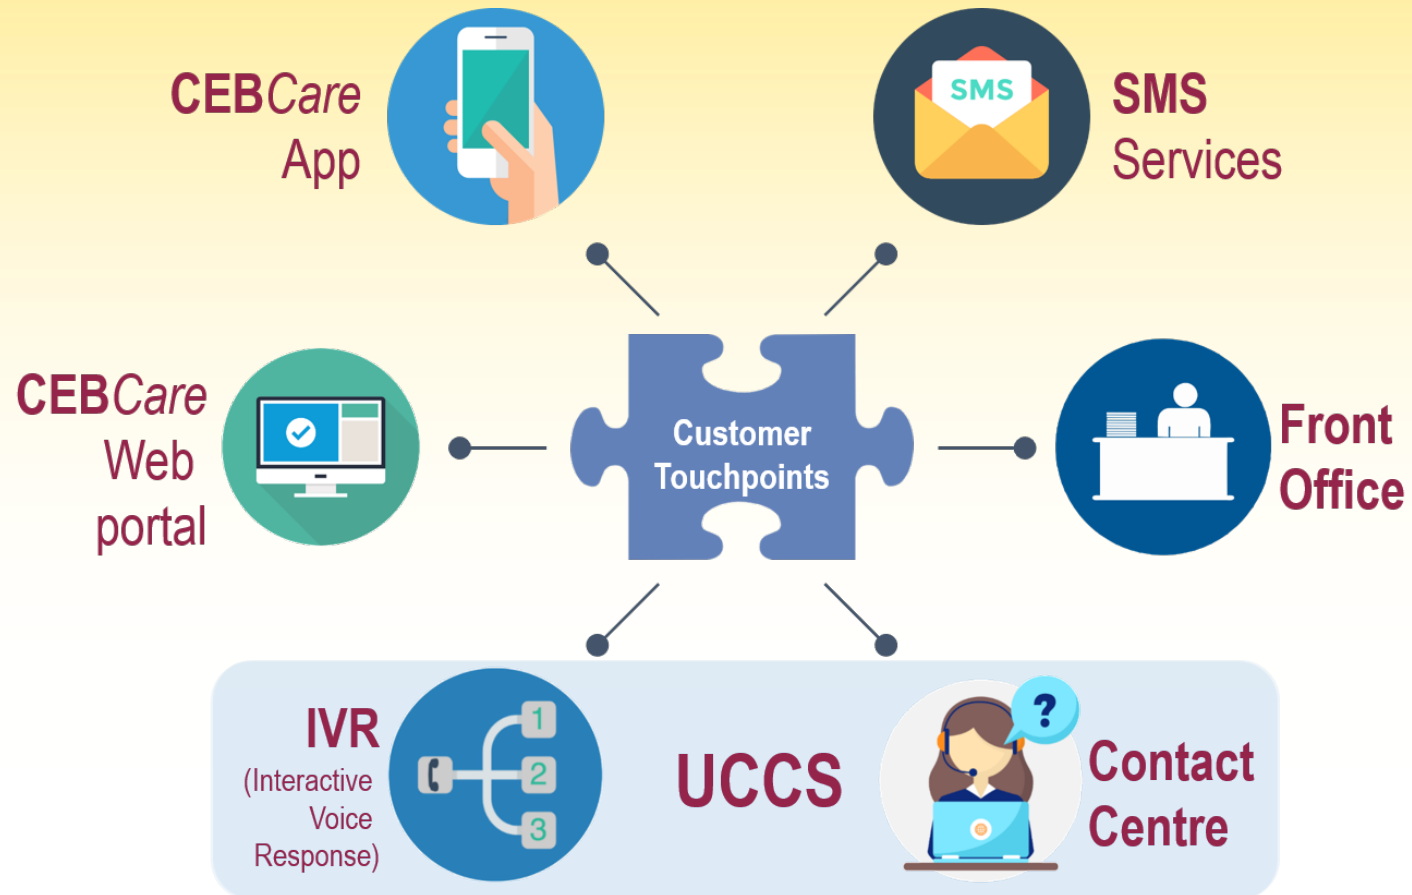 CEBCare
App
SMS
SMS
Services
CEBCare
Web
portal
Customer
Touchpoints
Front
Office
IVR
(Interactive
Voice
Response)
1
2
3
UCCS
?
Contact
Centre